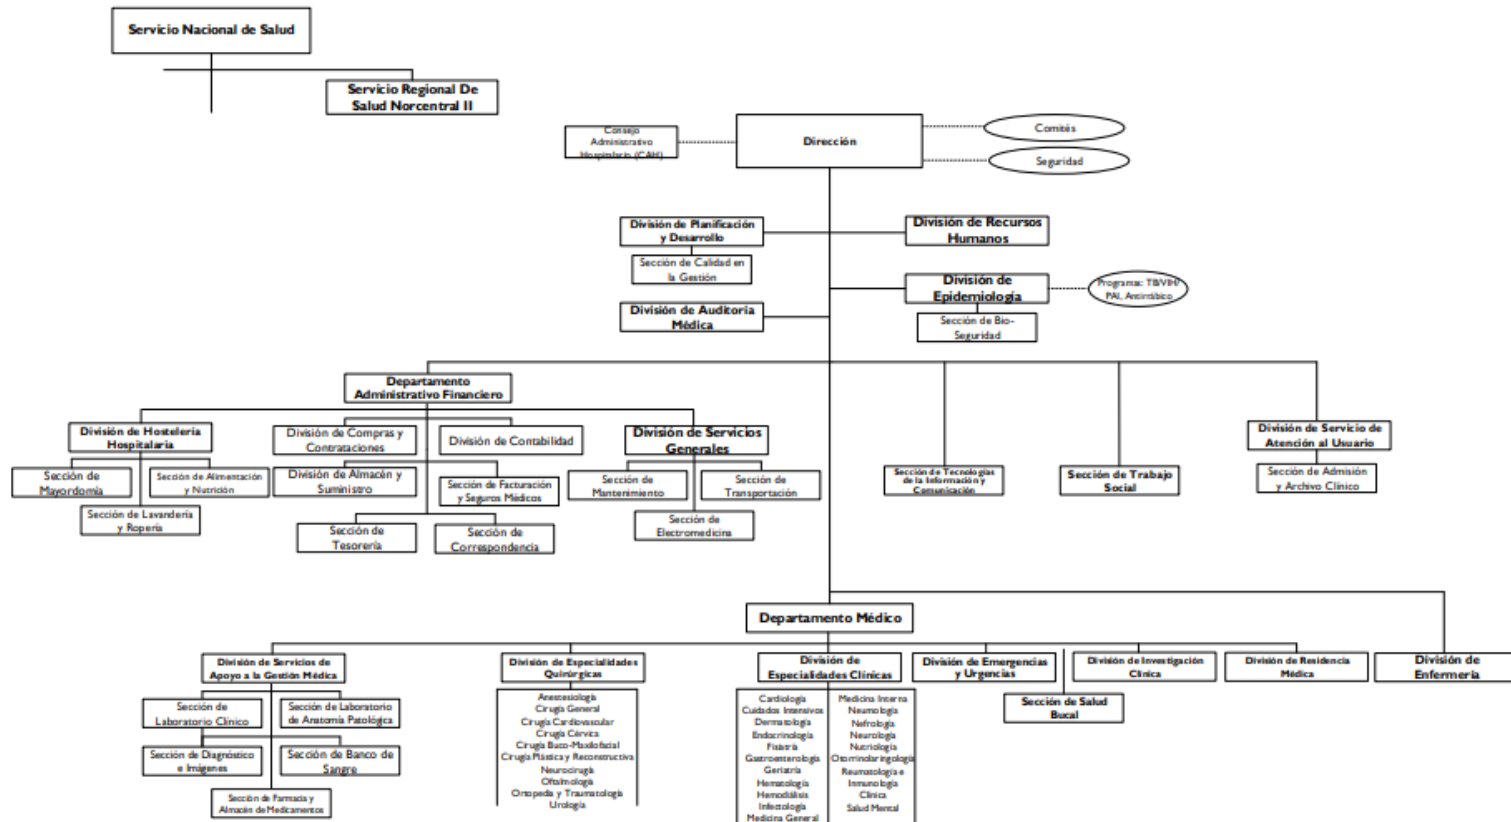 Servicio Nacional de Salud
Servicio Regional De
Salud Norcentral II
Consejo
Administrativo
Hospitalario (CAH)
Dirección
Comités
Seguridad
División de Planificación
y Desarrollo
División de Recursos
Humanos
Sección de Calidad en
la Gestión
División de
Epidemiología
Programas: TB/VIH/
PAI, Antirrábico
División de Auditoria
Médica
Sección de Bio-
Seguridad
Departamento
Administrativo Financiero
División de Hostelería
Hospitalaria
División de Compras y
Contrataciones
División de Contabilidad
División de Servicios
Generales
División de Servicio de
Atención al Usuario
Sección de
Mayordomía
Sección de Alimentación
y Nutrición
División de Almacén y
Suministro
Sección de Facturación
y Seguros Médicos
Sección de
Mantenimiento
Sección de
Transportación
Sección de Tecnologías
de la Información y
Comunicación
Sección de Trabajo
Social
Sección de Admisión
y Archivo Clínico
Sección de Lavandería
y Ropería
Sección de
Tesorería
Sección de
Correspondencia
Sección de
Electromedicina
Departamento Médico
División de Servicios de
Apoyo a la Gestión Médica
División de Especialidades
Quirúrgicas
División de
Especialidades Clínicas
División de Emergencias
y Urgencias
División de Investigación
Clínica
División de Residencia
Médica
División de
Enfermería
Sección de
Laboratorio Clínico
Sección de Laboratorio
de Anatomía Patológica
Sección de Diagnóstico
e Imágenes
Sección de Banco de
Sangre
Sección de Farmacia y
Almacén de Medicamentos
Anestesiología
Cirugía General
Cirugía Cardiovascular
Cirugía Cérvica
Cirugía Buco-Maxilofacial
Cirugía Plástica y Reconstructiva
Neurocirugía
Oftalmología
Ortopedia y Traumatología
Urología
Cardiología
Cuidados Intensivos
Dermatología
Endocrinología
Fisiatría
Gastroenterología
Geriatría
Hematología
Hemodiálisis
Infectología
Medicina General
Medicina Interna
Neumología
Nefrología
Neurología
Nutriología
Otorrinolaringología
Reumatología e
Inmunología
Clínica
Salud Mental
Sección de Salud
Bucal